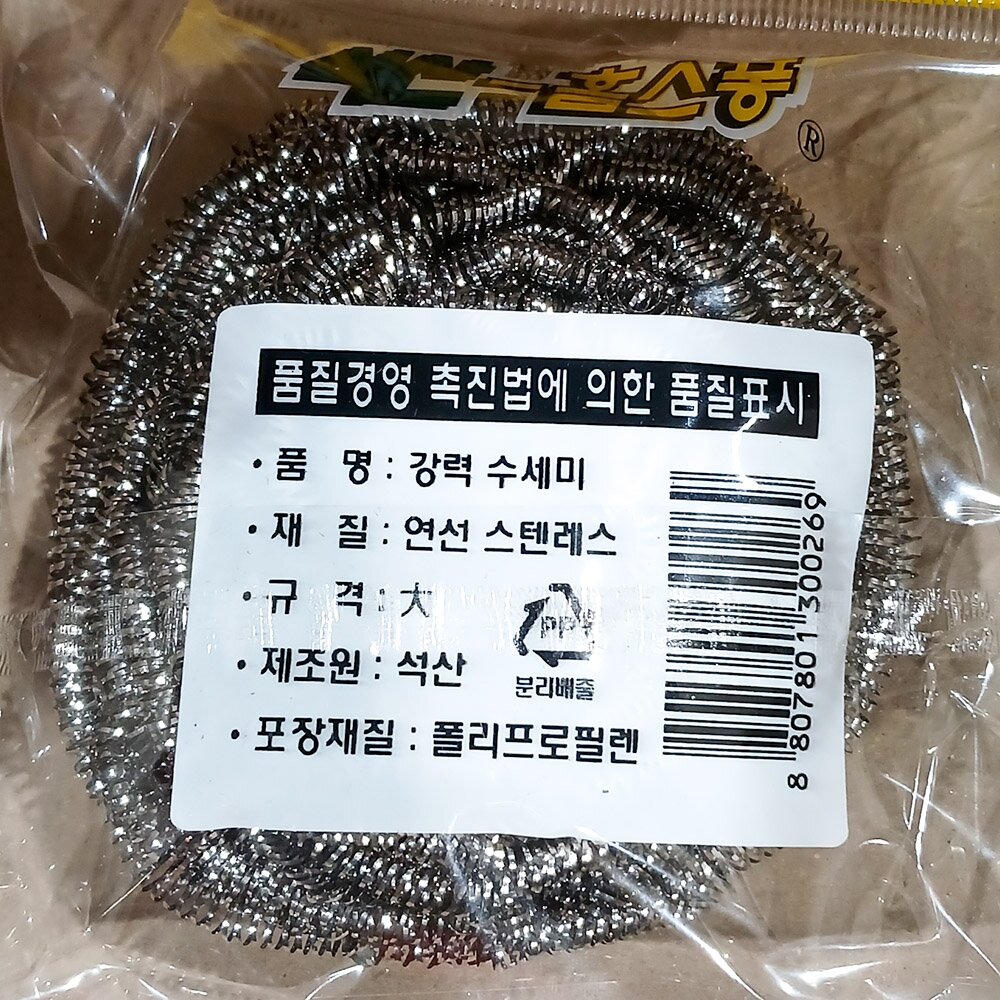 ®
품질경영 촉진법에 의한 품질표시
· 품 명 : 강력 수세미
· 재 질 : 연선 스텐레스
· 규 격 : 大
· 제조원 : 석산
· 포장재질 : 폴리프로필렌
PP
분리배출
8 807801 300269